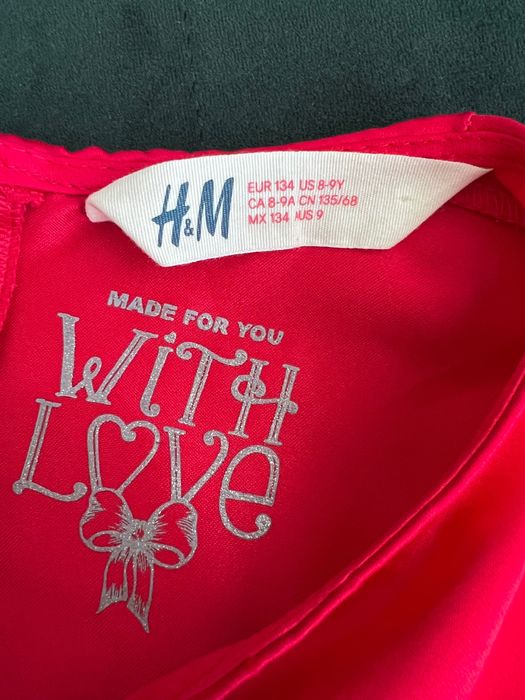 H&M
EUR 134 US 8-9Y
CA 8-9A CN 135/68
MX 134 AUS 9
MADE FOR YOU
WiTH
LOVe